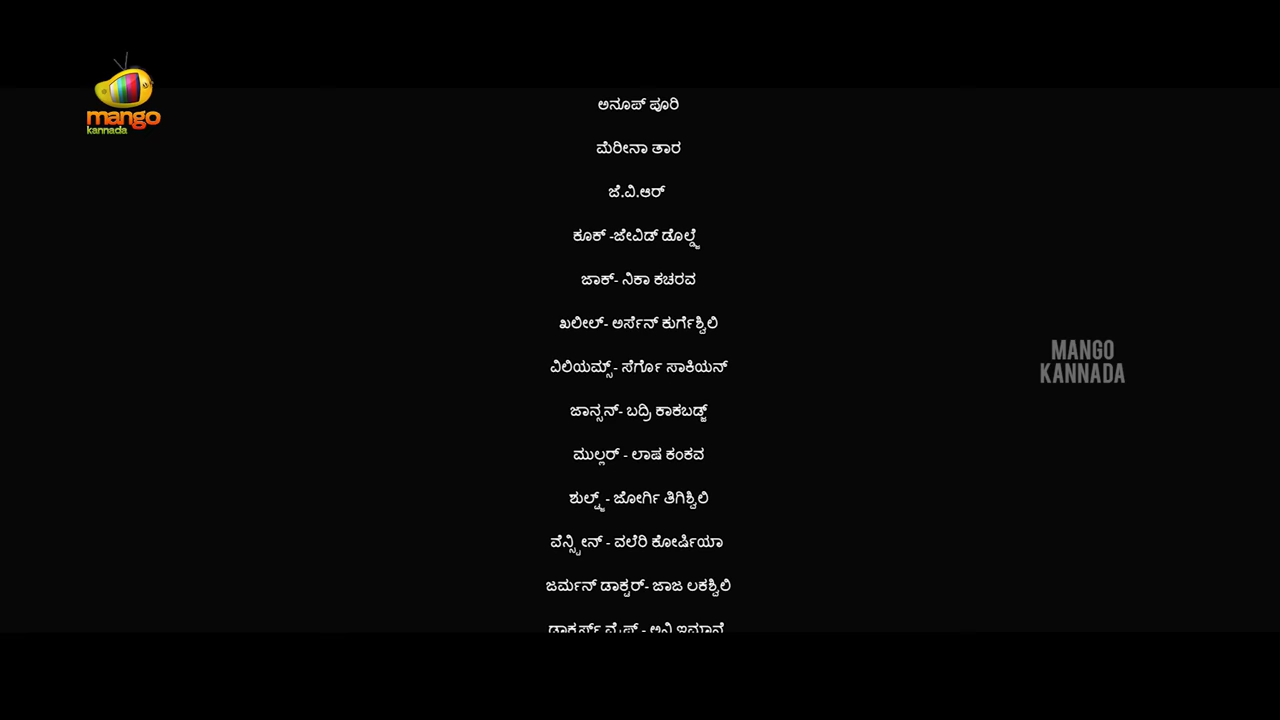 mango
kannada
ಅನೂಪ್ ಪೂರಿ
ಮೆರೀನಾ ತಾರ
ಜೆ.ವಿ.ಆರ್
ಕೂಕ್ -ಜೇವಿಡ್ ಡೊಲ್ಜೆ
ಜಾಕ್- ನಿಕಾ ಕಚರವ
ಖಲೀಲ್- ಅರ್ಸೆನ್ ಕುರ್ಗೆಶ್ವಿಲಿ
MANGO
KANNADA
ವಿಲಿಯಮ್ಸ್- ಸೆರ್ಗೊ ಸಾಕಿಯನ್
ಜಾನ್ಸನ್- ಬದ್ರಿ ಕಾಕಬಡ್ಜ್
ಮುಲ್ಲರ್ - ಲಾಷ ಕಂಕವ
ಶುಲ್ಟ್ಜ್ - ಜೋರ್ಗಿ ತಿಗಿಶ್ವಿಲಿ
ವೆನ್ಸ್ಟೀನ್ - ವಲೆರಿ ಕೋರ್ಷಿಯಾ
ಜರ್ಮನ್ ಡಾಕ್ಟರ್- ಜಾಜ ಲಕಶ್ವಿಲಿ